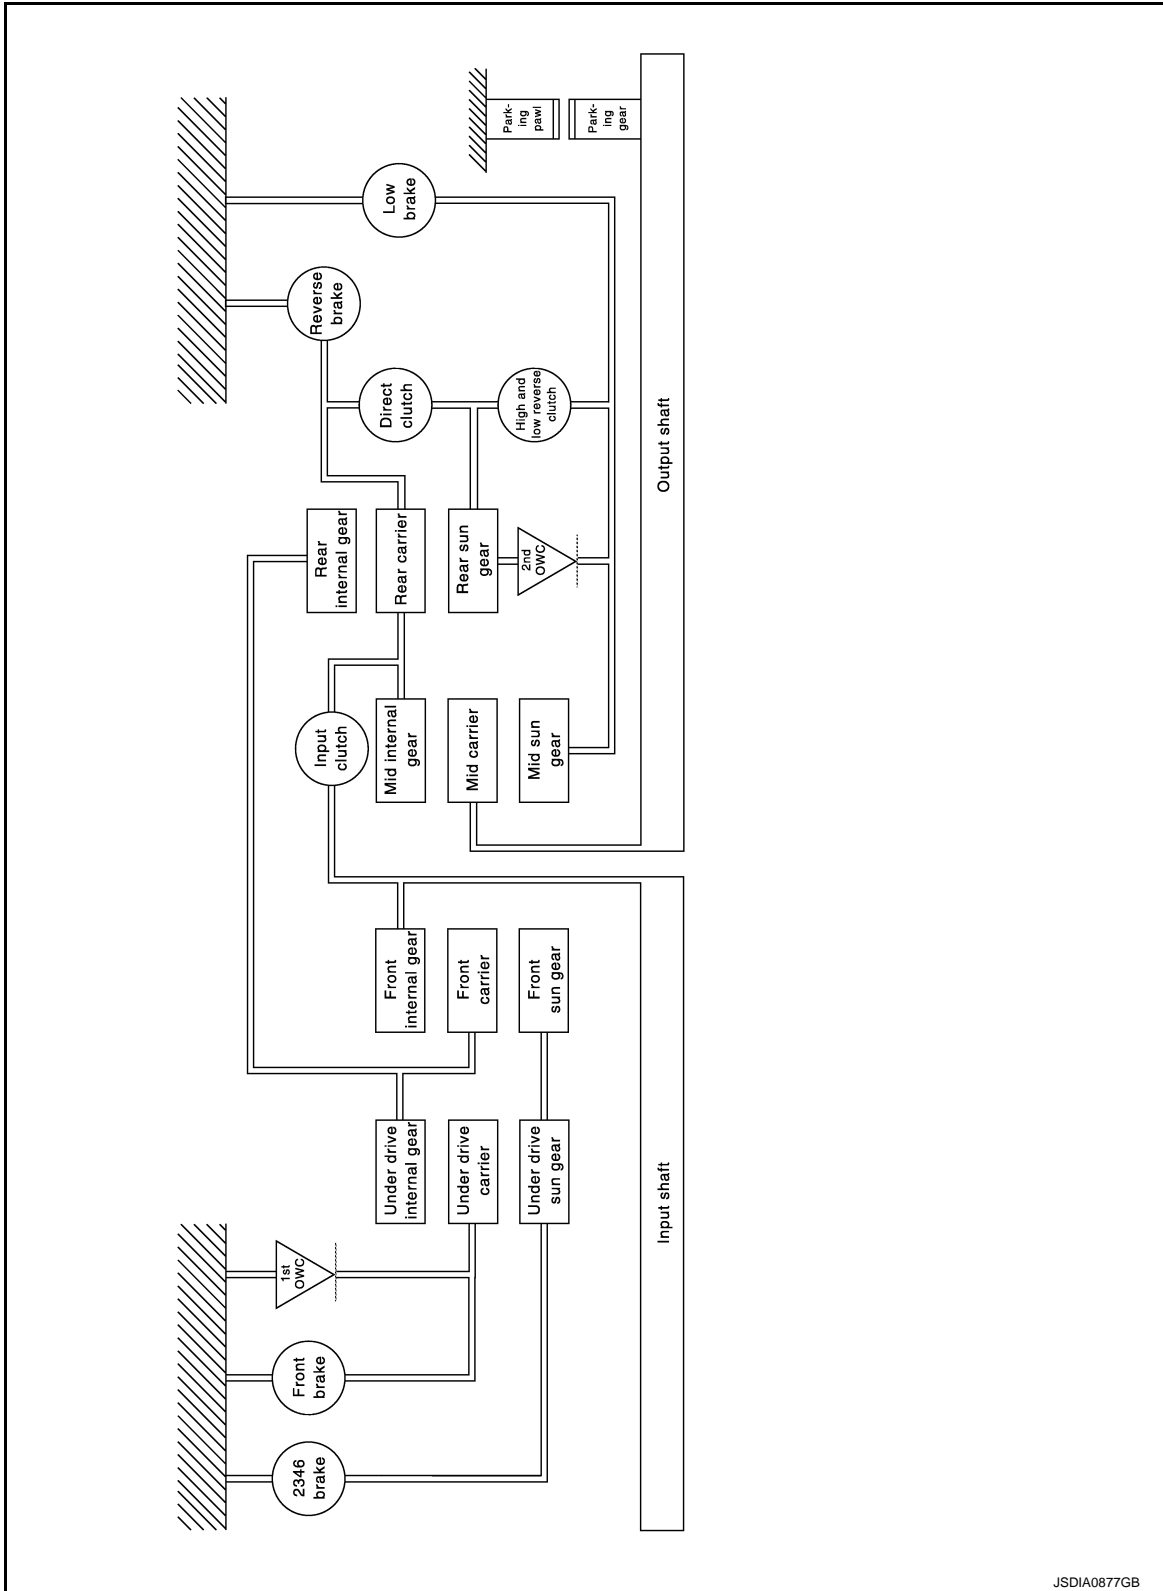 2346
brake
Front
brake
1st
OWC
Under drive
internal gear
Under drive
carrier
Under drive
sun gear
Front
internal gear
Front
carrier
Front
sun gear
Input
clutch
Mid internal
gear
Mid carrier
Mid sun
gear
Rear
internal gear
Rear carrier
Rear sun
gear
2nd
OWC
Direct
clutch
High and
low reverse
clutch
Reverse
brake
Low
brake
Park-
ing
pawl
Park-
ing
gear
Input shaft
Output shaft
JSDIA0877GB